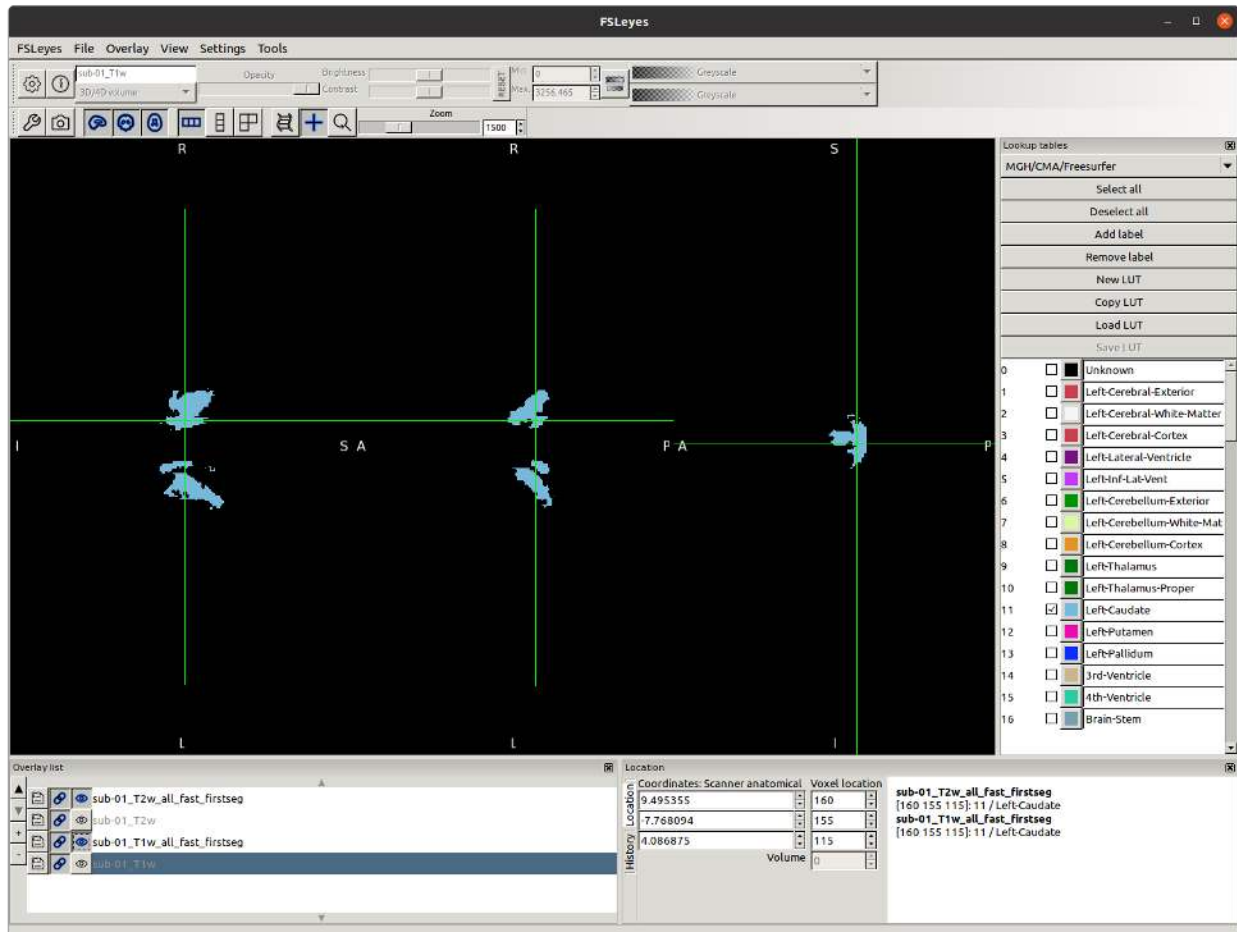 FSLeyes
FSLeyes File Overlay View Settings Tools
sub-01_T1w
3D/4D volume
Opacity
Brightness
Contrast
RESET
Min. 0
Max. 3256.465
Greyscale
Greyscale
Zoom
1500
R
R
S
I
S A
P A
P
L
L
I
Lookup tables
MGH/CMA/Freesurfer
Select all
Deselect all
Add label
Remove label
New LUT
Copy LUT
Load LUT
Save LUT
0 Unknown
1 Left-Cerebral-Exterior
2 Left-Cerebral-White-Matter
3 Left-Cerebral-Cortex
4 Left-Lateral-Ventricle
5 Left-Inf-Lat-Vent
6 Left-Cerebellum-Exterior
7 Left-Cerebellum-White-Mat
8 Left-Cerebellum-Cortex
9 Left-Thalamus
10 Left-Thalamus-Proper
11 Left-Caudate
12 Left-Putamen
13 Left-Pallidum
14 3rd-Ventricle
15 4th-Ventricle
16 Brain-Stem
Overlay list
sub-01_T2w_all_fast_firstseg
sub-01_T2w
sub-01_T1w_all_fast_firstseg
sub-01_T1w
Location
Location
History
Coordinates: Scanner anatomical Voxel location
9.495355 160
-7.768094 155
4.086875 115
Volume 0
sub-01_T2w_all_fast_firstseg
[160 155 115]: 11 / Left-Caudate
sub-01_T1w_all_fast_firstseg
[160 155 115]: 11 / Left-Caudate